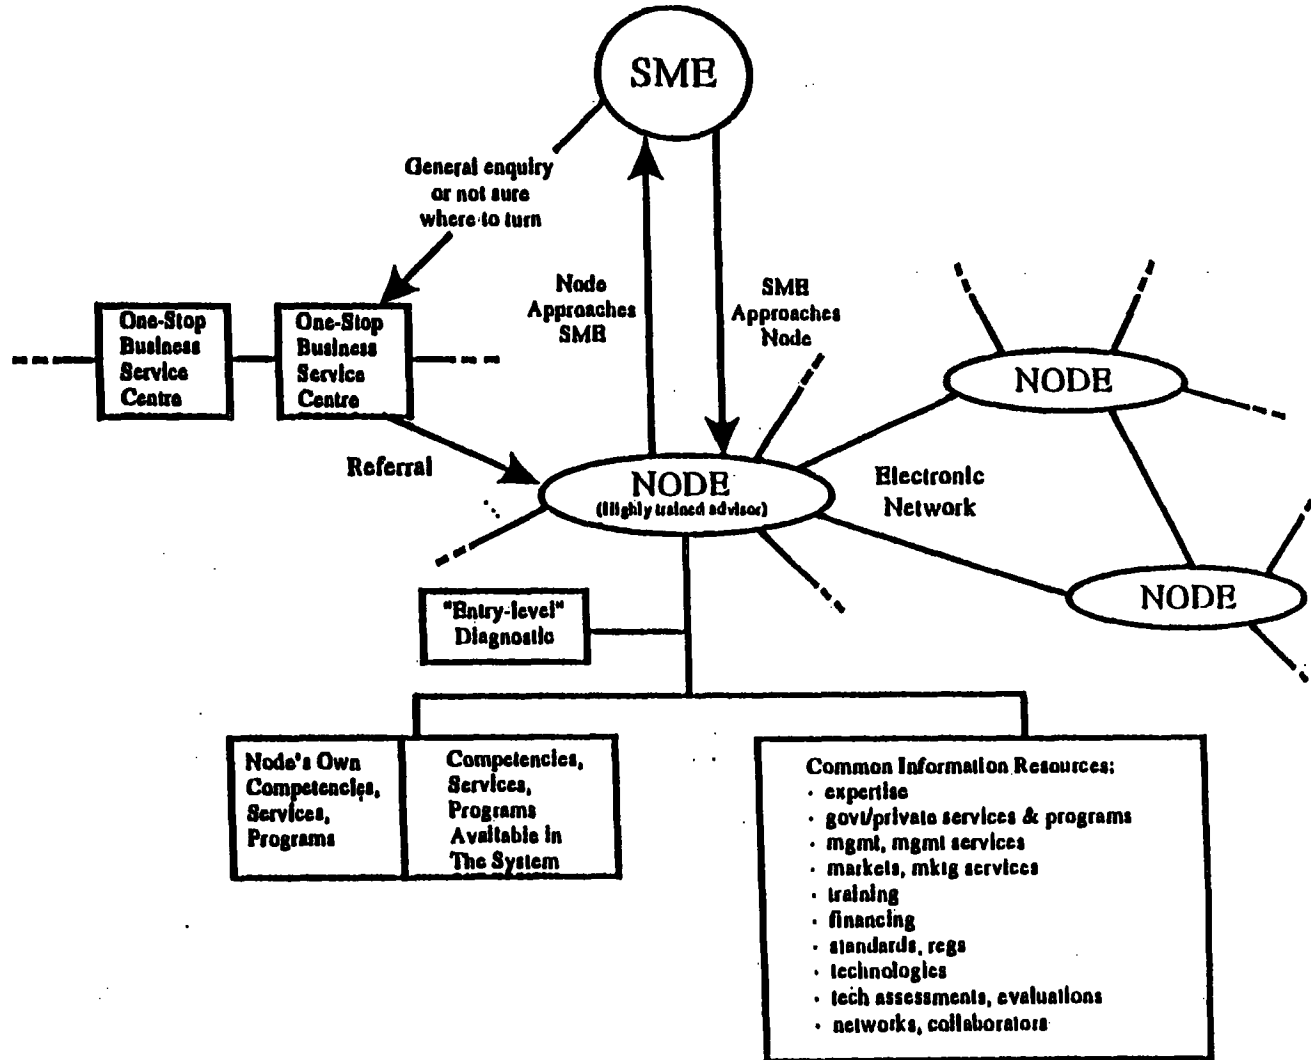 SME
General enquiry
or not sure
where to turn
Node
Approaches
SME
SME
Approaches
Node
One-Stop
Business
Service
Centre
One-Stop
Business
Service
Centre
Referral
NODE
(Highly trained advisor)
Electronic
Network
NODE
NODE
"Entry-level"
Diagnostic
Node's Own
Competencies,
Services,
Programs
Competencies,
Services,
Programs
Available in
The System
Common Information Resources:
· expertise
· govt/private services & programs
· mgmt, mgmt services
· markets, mktg services
· training
· financing
· standards, regs
· technologies
· tech assessments, evaluations
· networks, collaborators